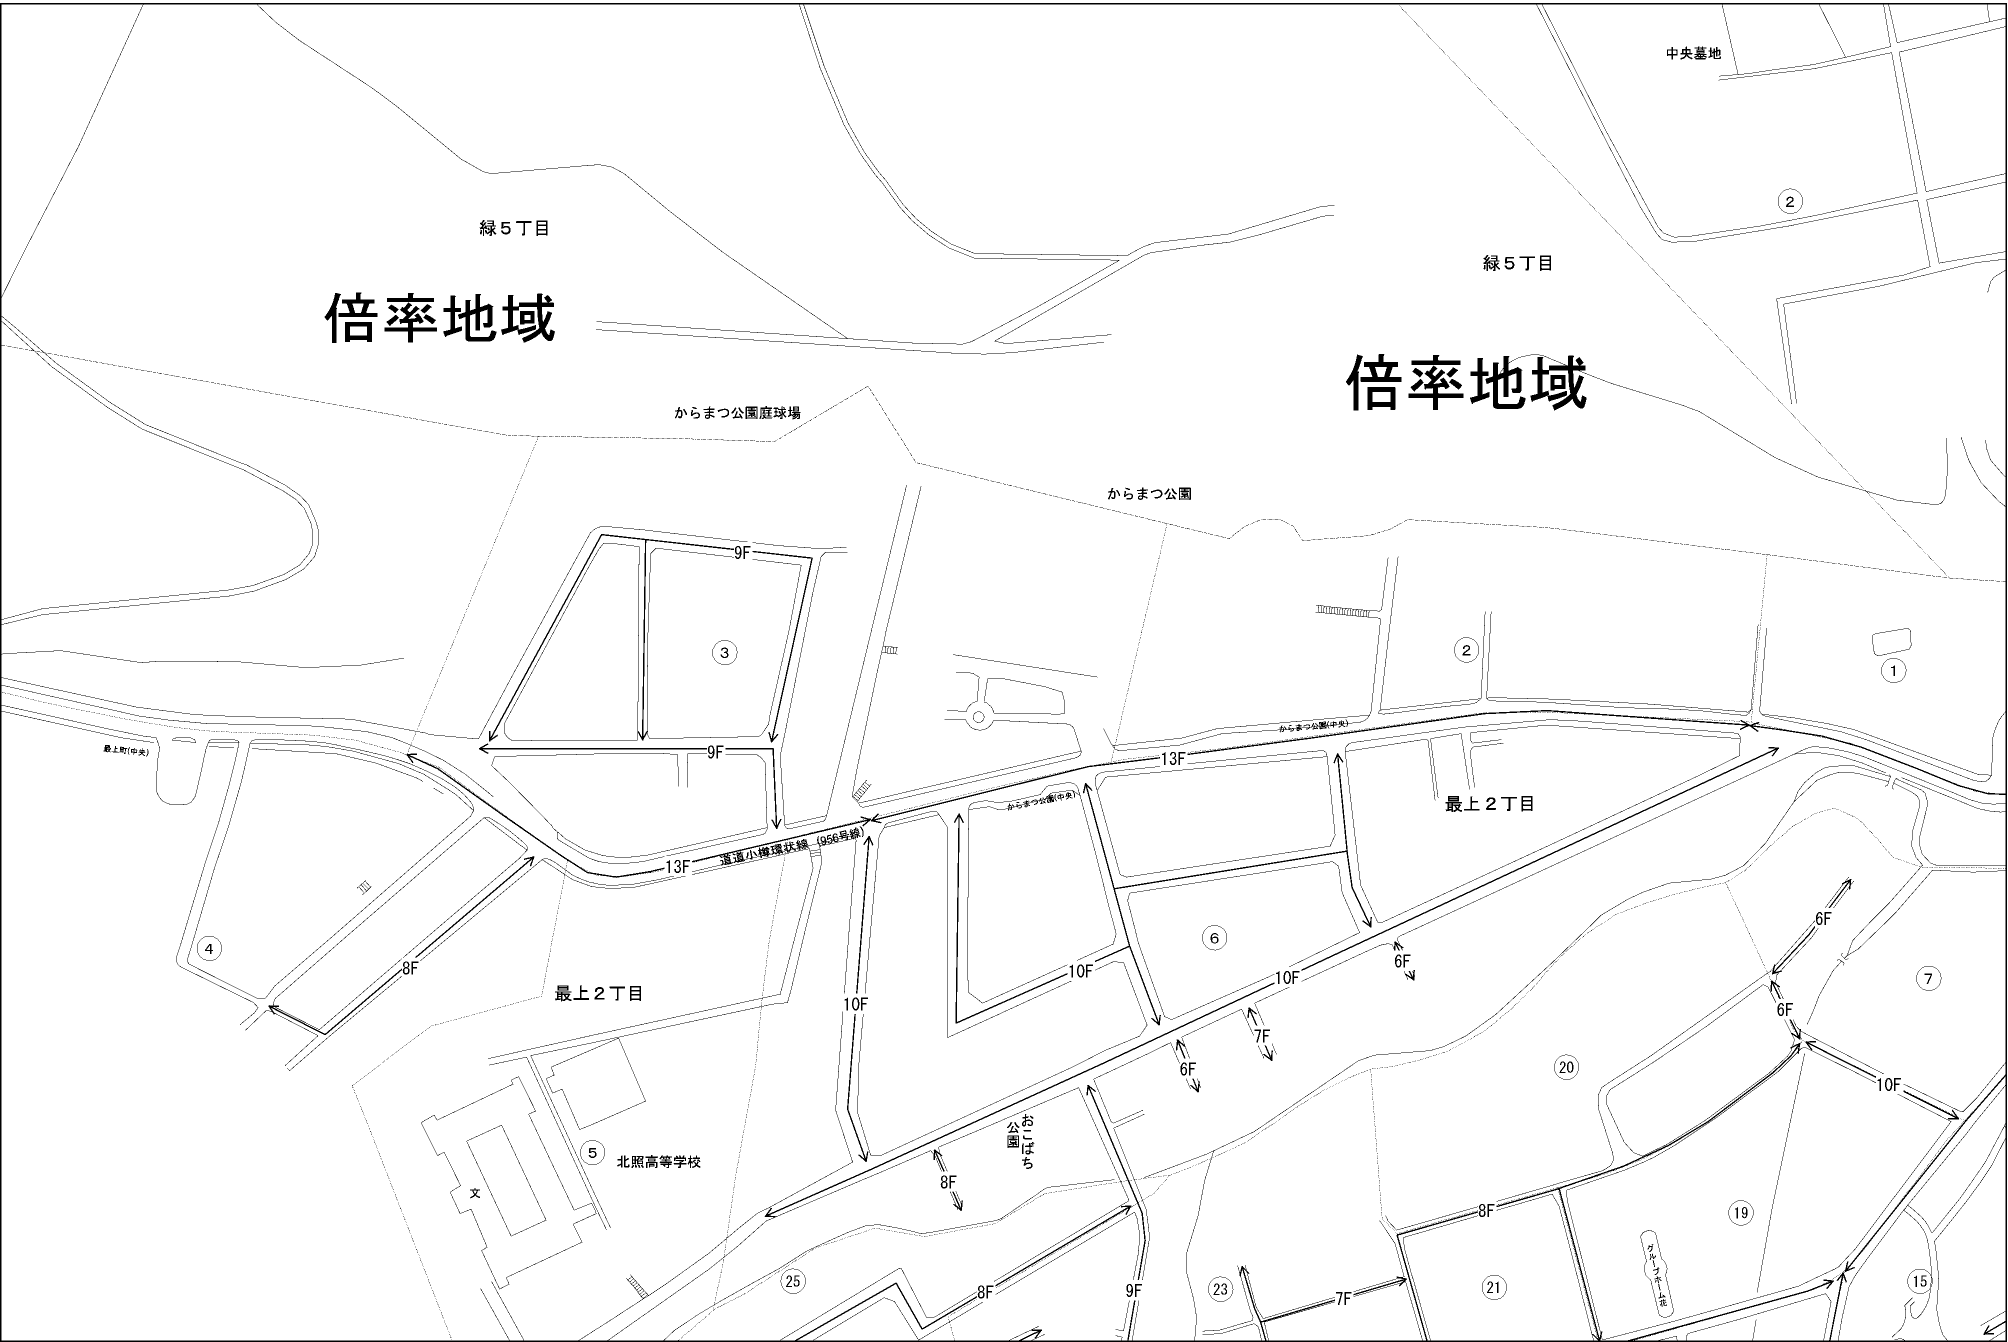 中央墓地
2
緑5丁目
緑5丁目
倍率地域
倍率地域
からまつ公園庭球場
からまつ公園
9F
3
2
1
からまつ公園(中央)
最上町(中央)
9F
13F
からまつ公園(中央)
最上2丁目
道道小樽環状線 (956号線)
13F
6F
4
6
8F
6F
10F
10F
7
最上2丁目
10F
6F
7F
6F
20
10F
おこばち
公園
5
北照高等学校
8F
文
8F
19
グループホーム花
25
8F
9F
23
7F
21
15